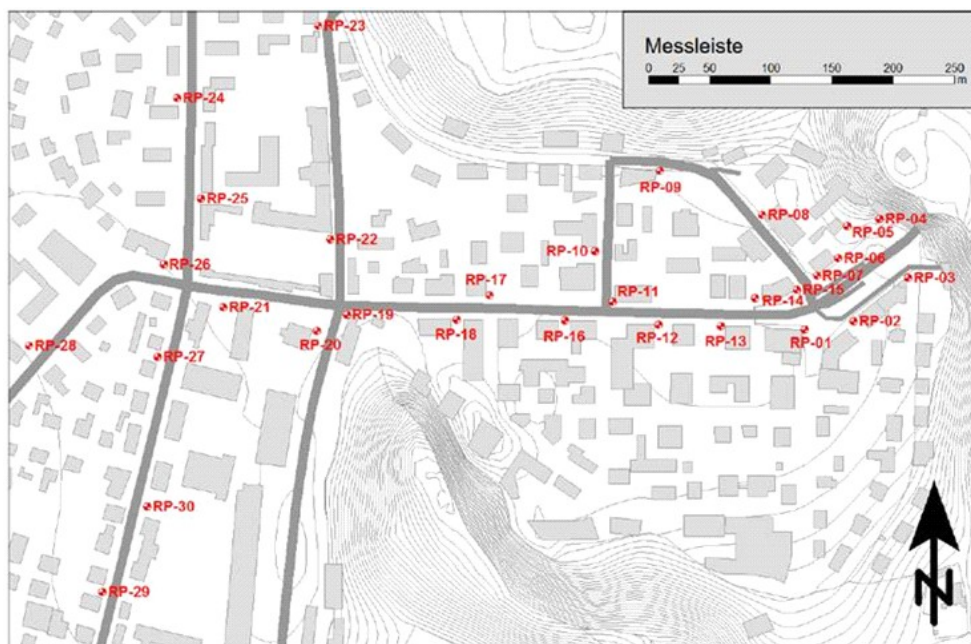 RP-23
Messleiste
0 25 50 100 150 200 250
m
RP-24
RP-09
RP-25
RP-08
RP-04
RP-05
RP-22
RP-10
RP-06
RP-26
RP-07
RP-03
RP-17
RP-15
RP-11
RP-14
RP-21
RP-19
RP-18
RP-16
RP-12
RP-13
RP-02
RP-01
RP-20
RP-28
RP-27
RP-30
RP-29
N